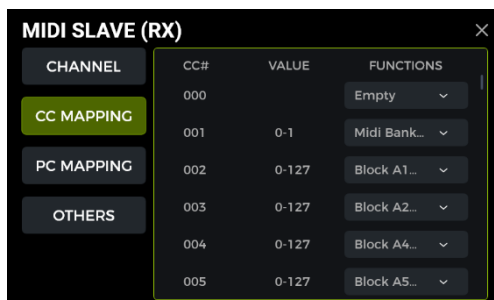 MIDI SLAVE (RX)
CHANNEL
CC MAPPING
PC MAPPING
OTHERS
CC# VALUE FUNCTIONS
000 Empty
001 0-1 Midi Bank...
002 0-127 Block A1...
003 0-127 Block A2...
004 0-127 Block A4...
005 0-127 Block A5...